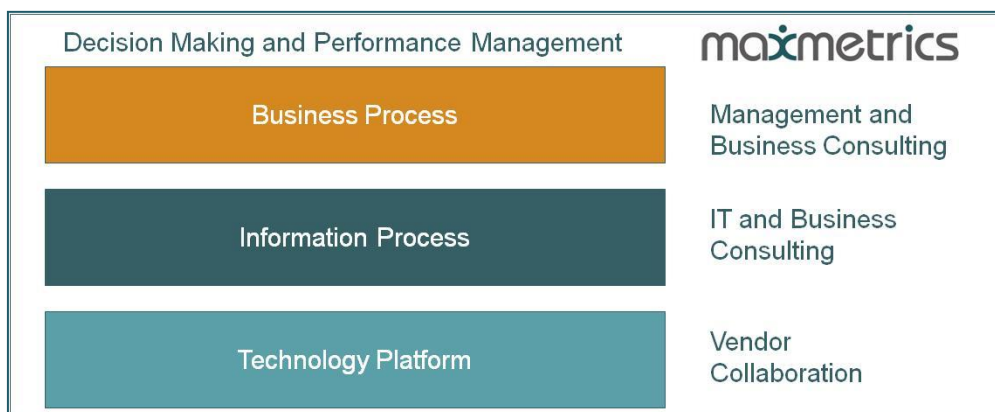 Decision Making and Performance Management
maxmetrics
Business Process
Management and
Business Consulting
Information Process
IT and Business
Consulting
Technology Platform
Vendor
Collaboration